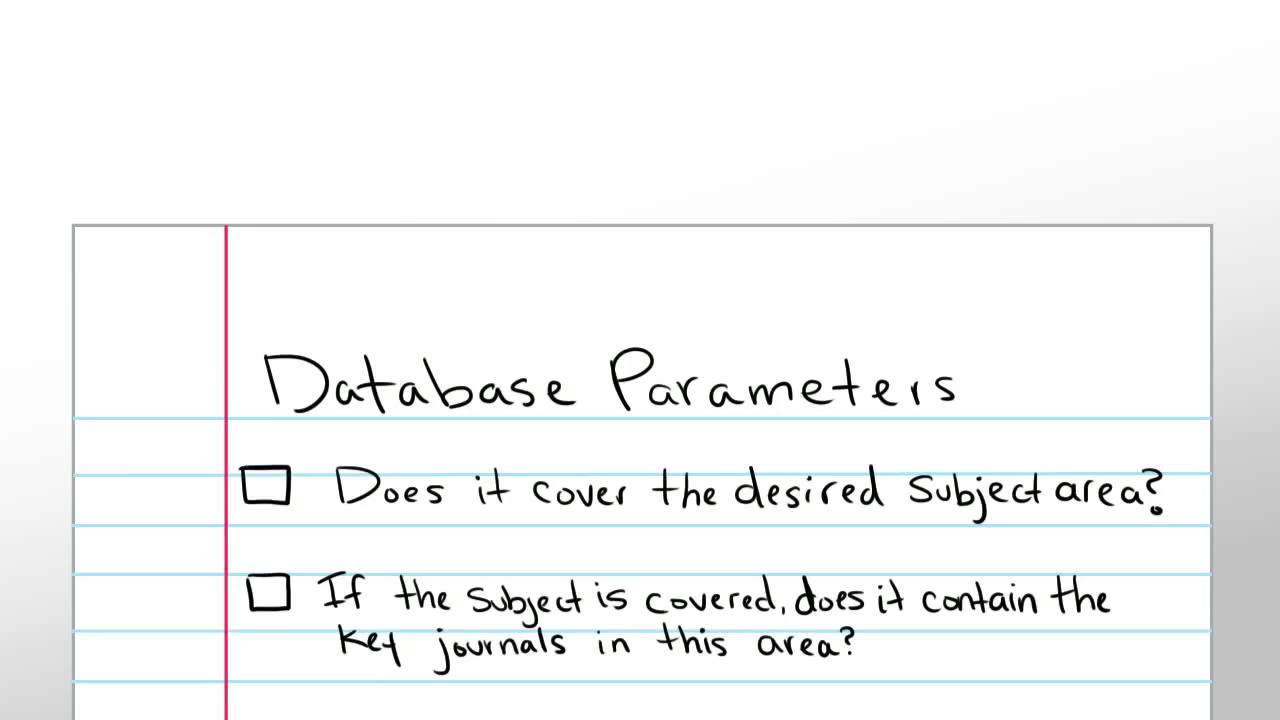 Database Parameters
Does it cover the desired subject area?
If the subject is covered, does it contain the
key journals in this area?